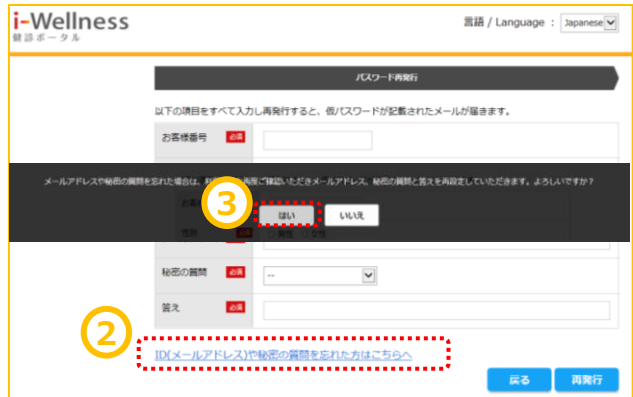 i-Wellness
健診ポータル
言語 / Language : Japanese
パスワード再発行
以下の項目をすべて入力し再発行すると、仮パスワードが記載されたメールが届きます。
お客様番号 必須
メールアドレスや秘密の質問を忘れた場合は、 再度ご確認いただきメールアドレス、秘密の質問と答えを再設定していただきます。よろしいですか？
③
はい いいえ
性別 必須 男性 女性
秘密の質問 必須 --
答え 必須
②
ID(メールアドレス)や秘密の質問を忘れた方はこちらへ
戻る 再発行